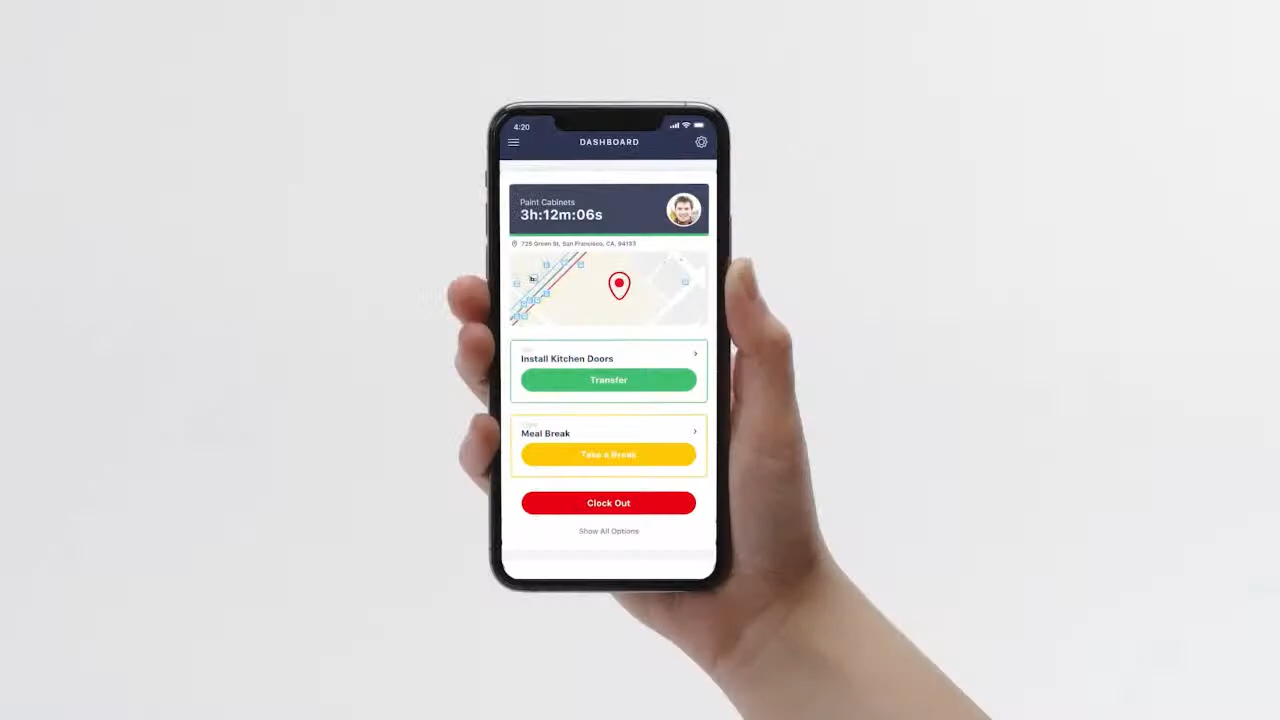 4:20
DASHBOARD
Paint Cabinets
3h:12m:06s
725 Green St, San Francisco, CA, 94133
Install Kitchen Doors
Transfer
Meal Break
Take a Break
Clock Out
Show All Options